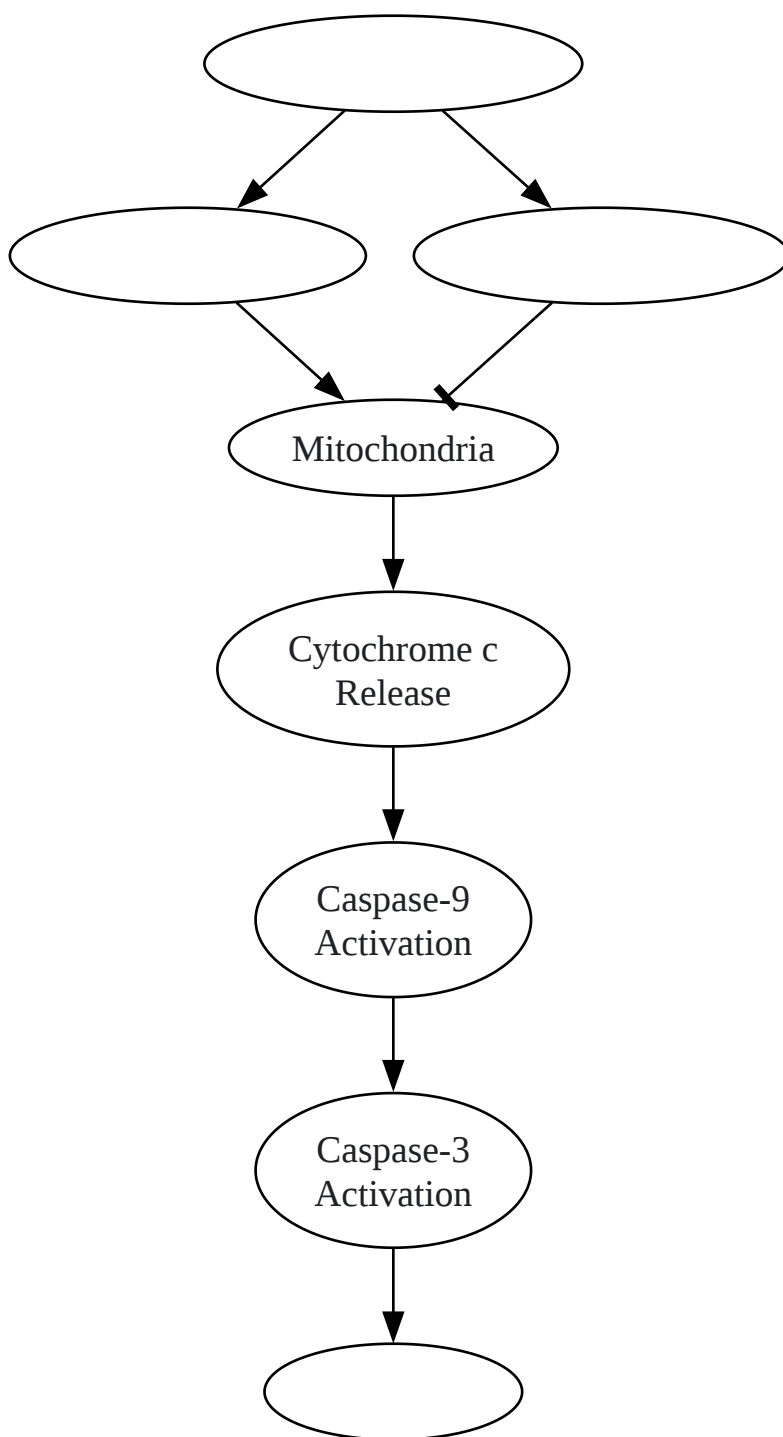 Mitochondria
Cytochrome c
Release
Caspase-9
Activation
Caspase-3
Activation